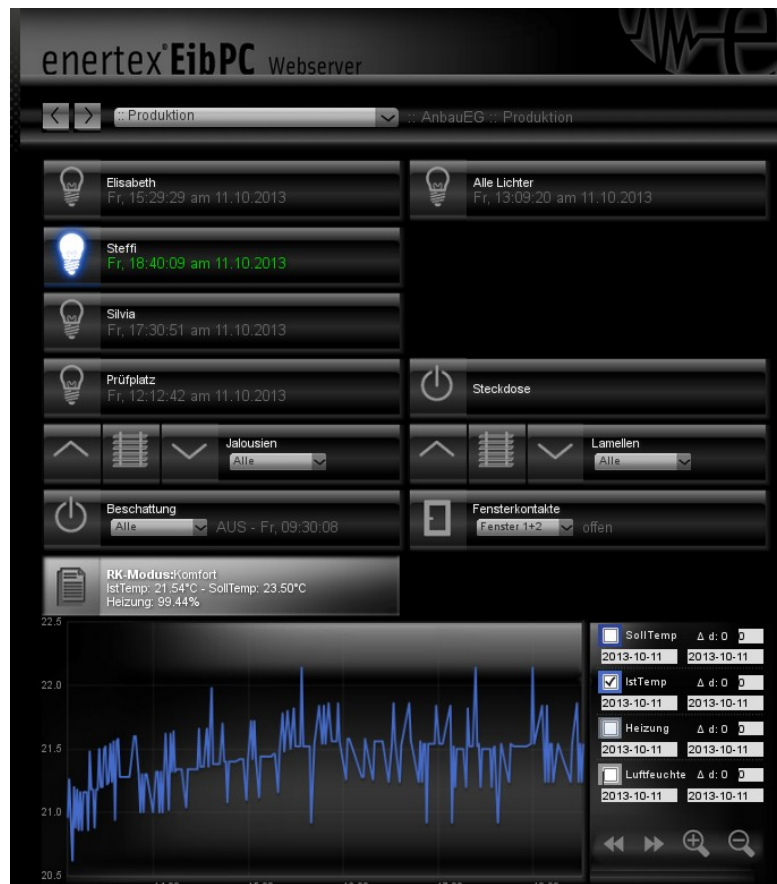 enertex EibPC Webserver
:: Produktion
:: AnbauEG :: Produktion
Elisabeth
Fr, 15:29:29 am 11.10.2013
Alle Lichter
Fr, 13:09:20 am 11.10.2013
Steffi
Fr, 18:40:09 am 11.10.2013
Silvia
Fr, 17:30:51 am 11.10.2013
Prüfplatz
Fr, 12:12:42 am 11.10.2013
Steckdose
Jalousien
Alle
Lamellen
Alle
Beschattung
Alle
AUS - Fr, 09:30:08
Fensterkontakte
Fenster 1+2
offen
RK-Modus:Komfort
IstTemp: 21.54°C - SollTemp: 23.50°C
Heizung: 99.44%
22.5
22.0
21.5
21.0
20.5
SollTemp Δ d: 0 0
2013-10-11 2013-10-11
IstTemp Δ d: 0 0
2013-10-11 2013-10-11
Heizung Δ d: 0 0
2013-10-11 2013-10-11
Luftfeuchte Δ d: 0 0
2013-10-11 2013-10-11